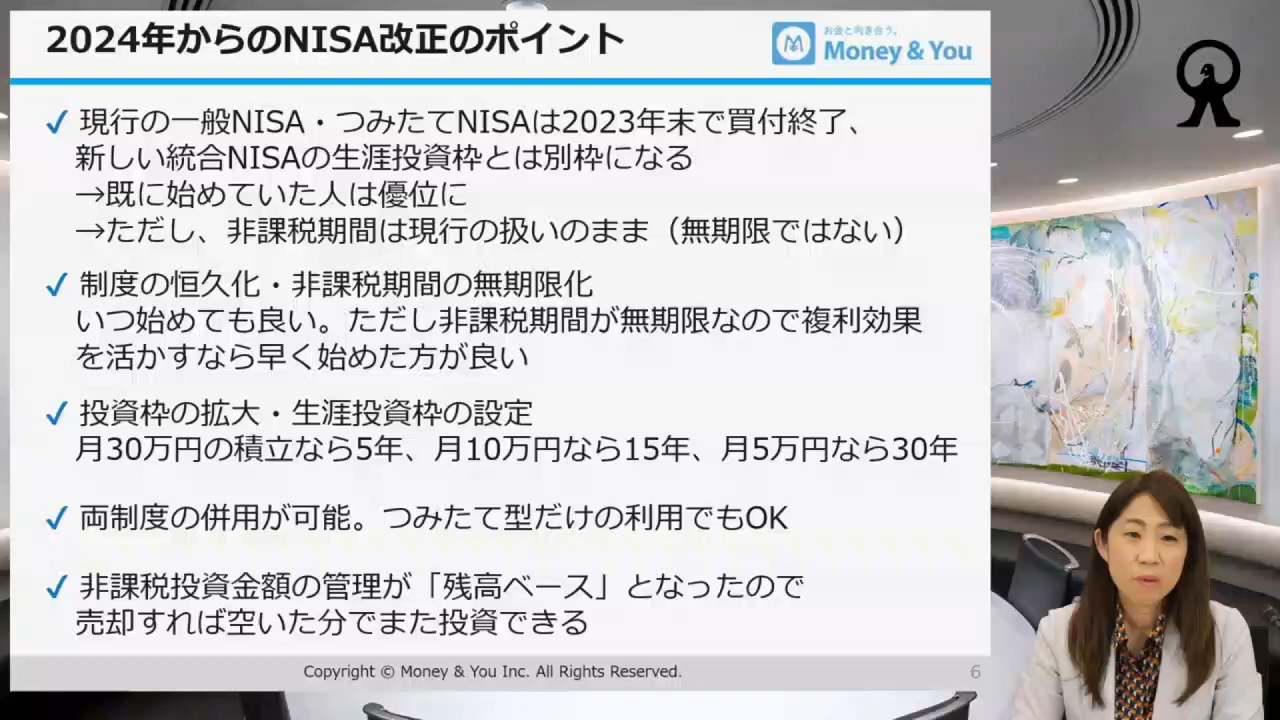 2024年からのNISA改正のポイント
お金と向き合う。
Money & You
✓ 現行の一般NISA・つみたてNISAは2023年末で買付終了、
新しい統合NISAの生涯投資枠とは別枠になる
→既に始めていた人は優位に
→ただし、非課税期間は現行の扱いのまま（無期限ではない）
✓ 制度の恒久化・非課税期間の無期限化
いつ始めても良い。ただし非課税期間が無期限なので複利効果
を活かすなら早く始めた方が良い
✓ 投資枠の拡大・生涯投資枠の設定
月30万円の積立なら5年、月10万円なら15年、月5万円なら30年
✓ 両制度の併用が可能。つみたて型だけの利用でもOK
✓ 非課税投資金額の管理が「残高ベース」となったので
売却すれば空いた分でまた投資できる
Copyright © Money & You Inc. All Rights Reserved.
6